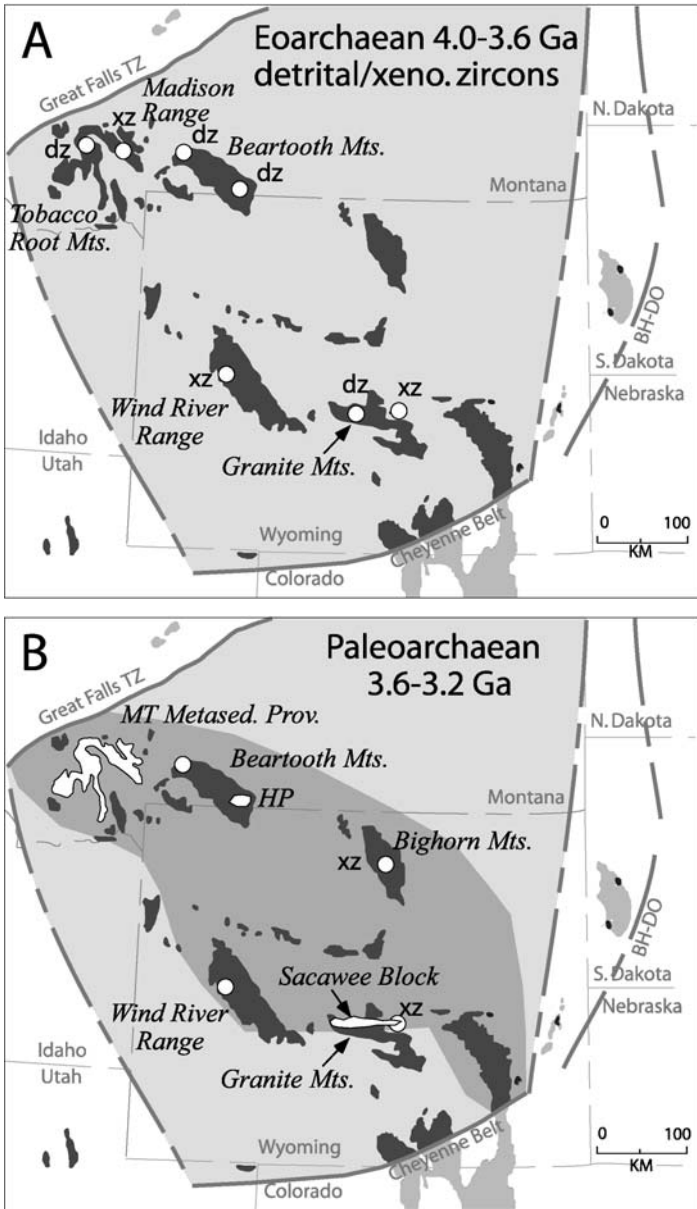 A
Eoarchaean 4.0-3.6 Ga
detrital/xeno. zircons
Great Falls TZ
Madison
Range
xz
dz
dz
Beartooth Mts.
dz
N. Dakota
Montana
Tobacco
Root Mts.
BH-DO
S. Dakota
Nebraska
xz
Wind River
Range
dz
xz
Granite Mts.
Idaho
Utah
Wyoming
Colorado
Cheyenne Belt
0 100
KM
B
Paleoarchaean
3.6-3.2 Ga
Great Falls TZ
MT Metased. Prov.
N. Dakota
Beartooth Mts.
HP
Montana
Bighorn Mts.
xz
BH-DO
S. Dakota
Nebraska
Sacawee Block
xz
Wind River
Range
Granite Mts.
Idaho
Utah
Wyoming
Colorado
Cheyenne Belt
0 100
KM